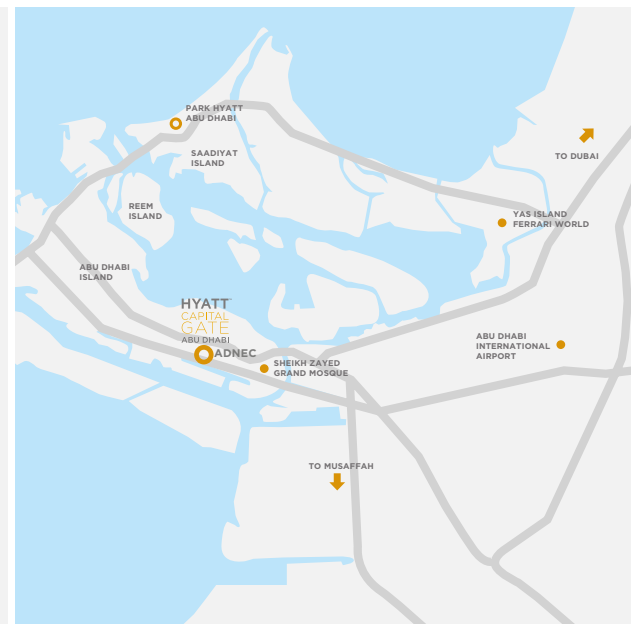 PARK HYATT
ABU DHABI
TO DUBAI
SAADIYAT
ISLAND
REEM
ISLAND
YAS ISLAND
FERRARI WORLD
ABU DHABI
ISLAND
HYATT
CAPITAL
GATE
ABU DHABI
ADNEC
ABU DHABI
INTERNATIONAL
AIRPORT
SHEIKH ZAYED
GRAND MOSQUE
TO MUSAFFAH